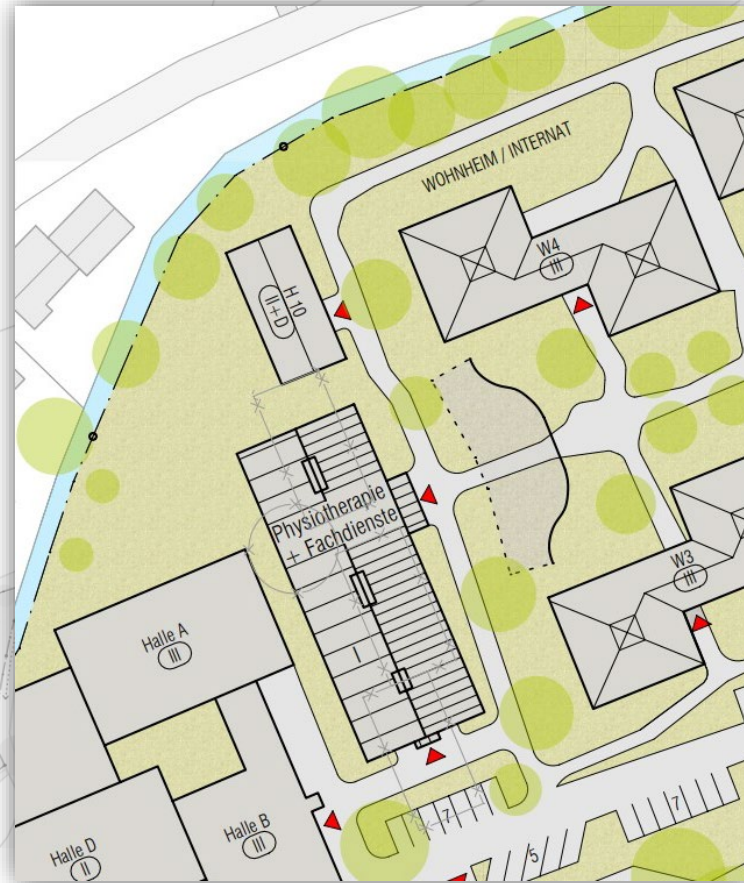 WOHNHEIM / INTERNAT
W4
III
H 10
II+D
Physiotherapie
+ Fachdienste
I
W3
III
Halle A
III
Halle B
III
Halle D
II
7
7
5